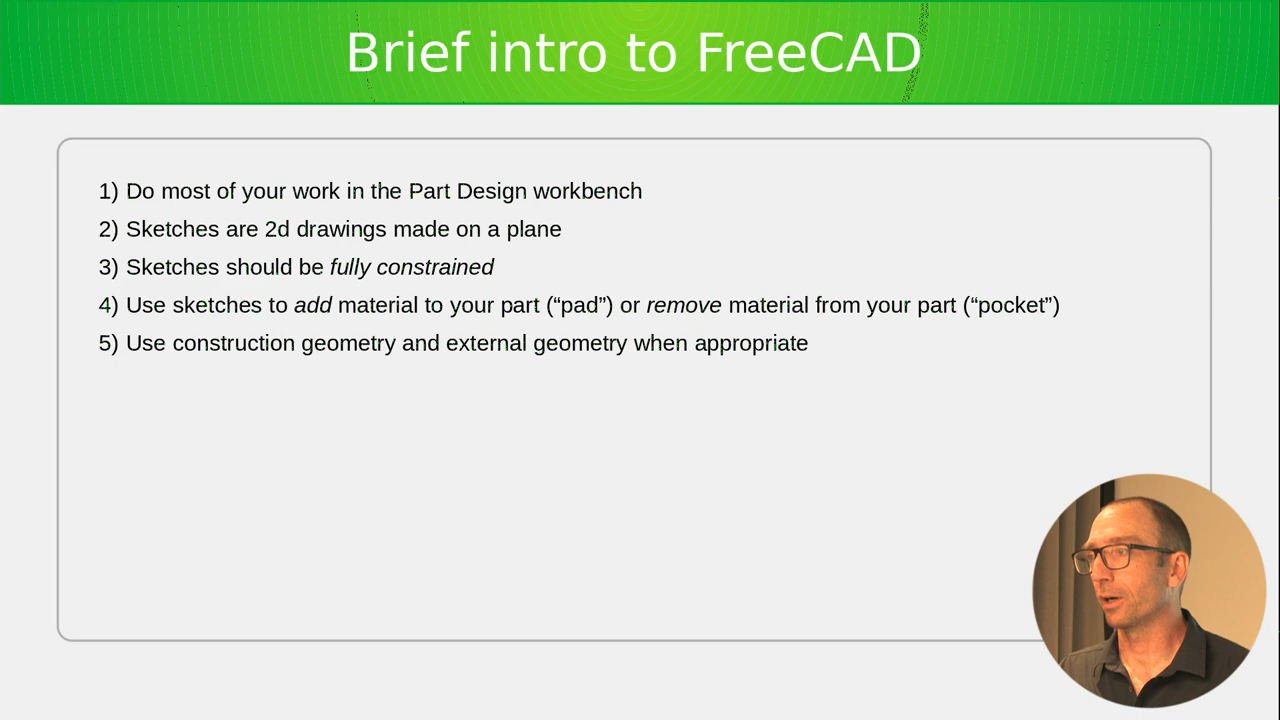 Brief intro to FreeCAD
1) Do most of your work in the Part Design workbench
2) Sketches are 2d drawings made on a plane
3) Sketches should be fully constrained
4) Use sketches to add material to your part (“pad”) or remove material from your part (“pocket”)
5) Use construction geometry and external geometry when appropriate